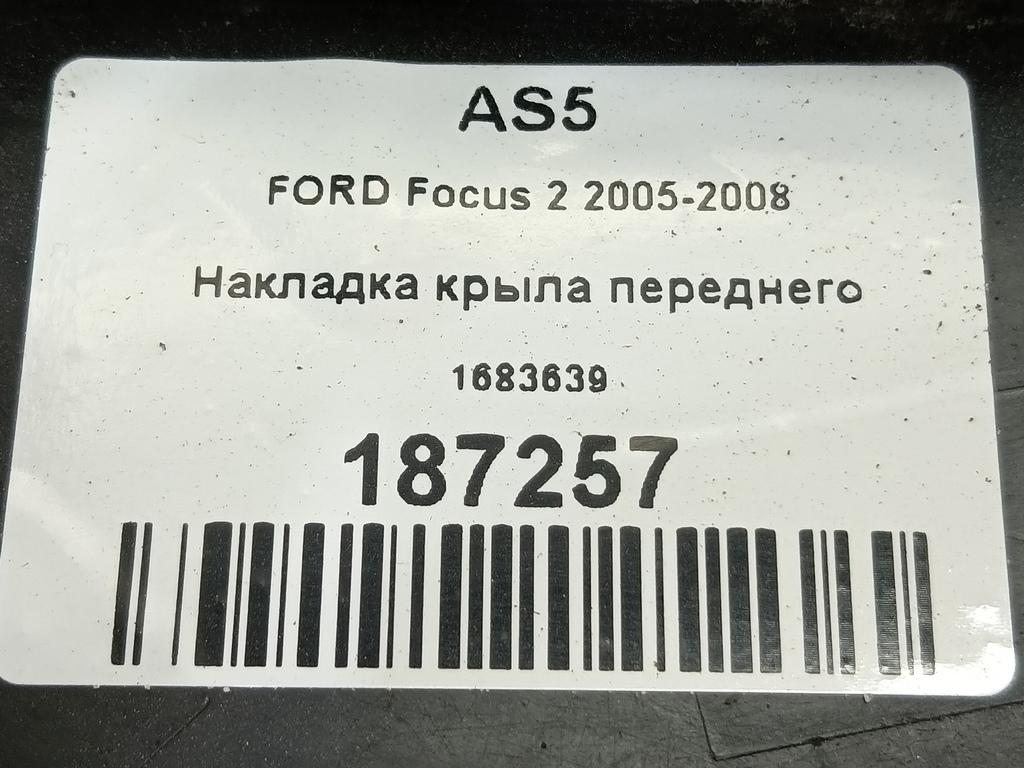 AS5
FORD Focus 2 2005-2008
Накладка крыла переднего
1683639
187257